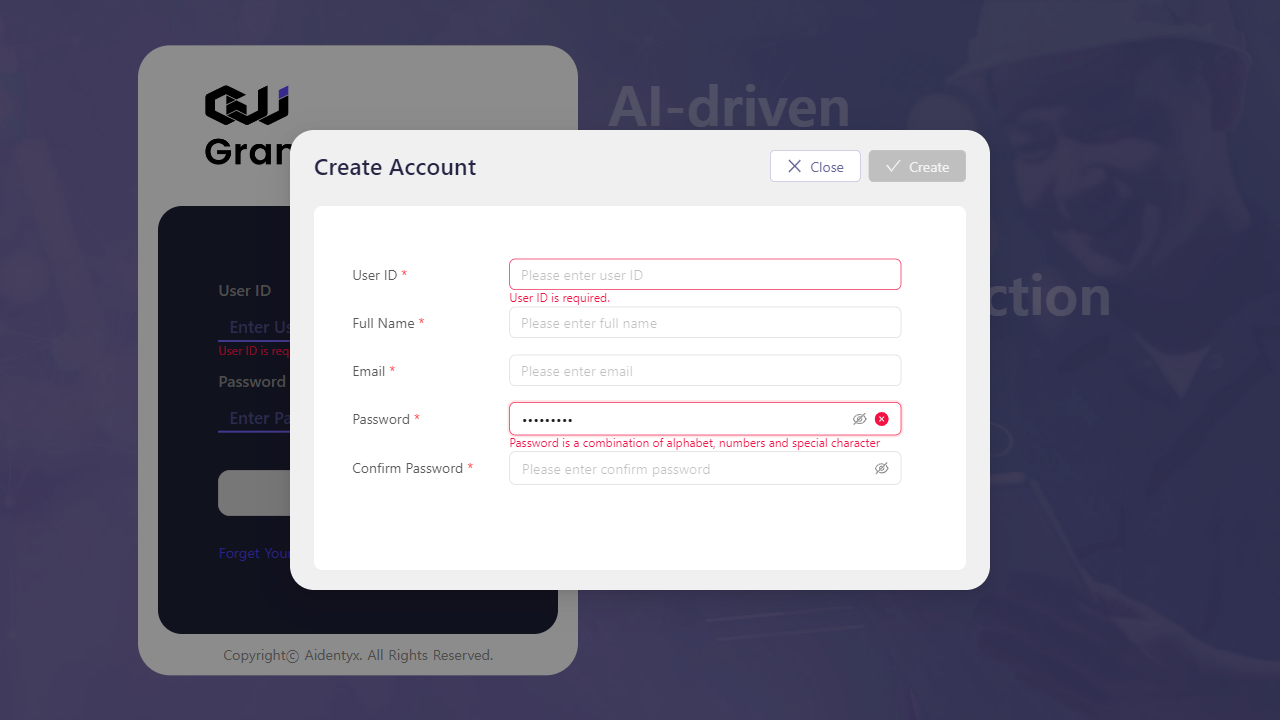 AI-driven
Gran
Create Account
Close
Create
ction
User ID *
Please enter user ID
User ID is required.
Full Name *
Please enter full name
Email *
Please enter email
Password *
•••••••••
Password is a combination of alphabet, numbers and special character
Confirm Password *
Please enter confirm password
User ID
Enter Us
User ID is req
Password
Enter Pa
Forget Your
Copyrightⓒ Aidentyx. All Rights Reserved.